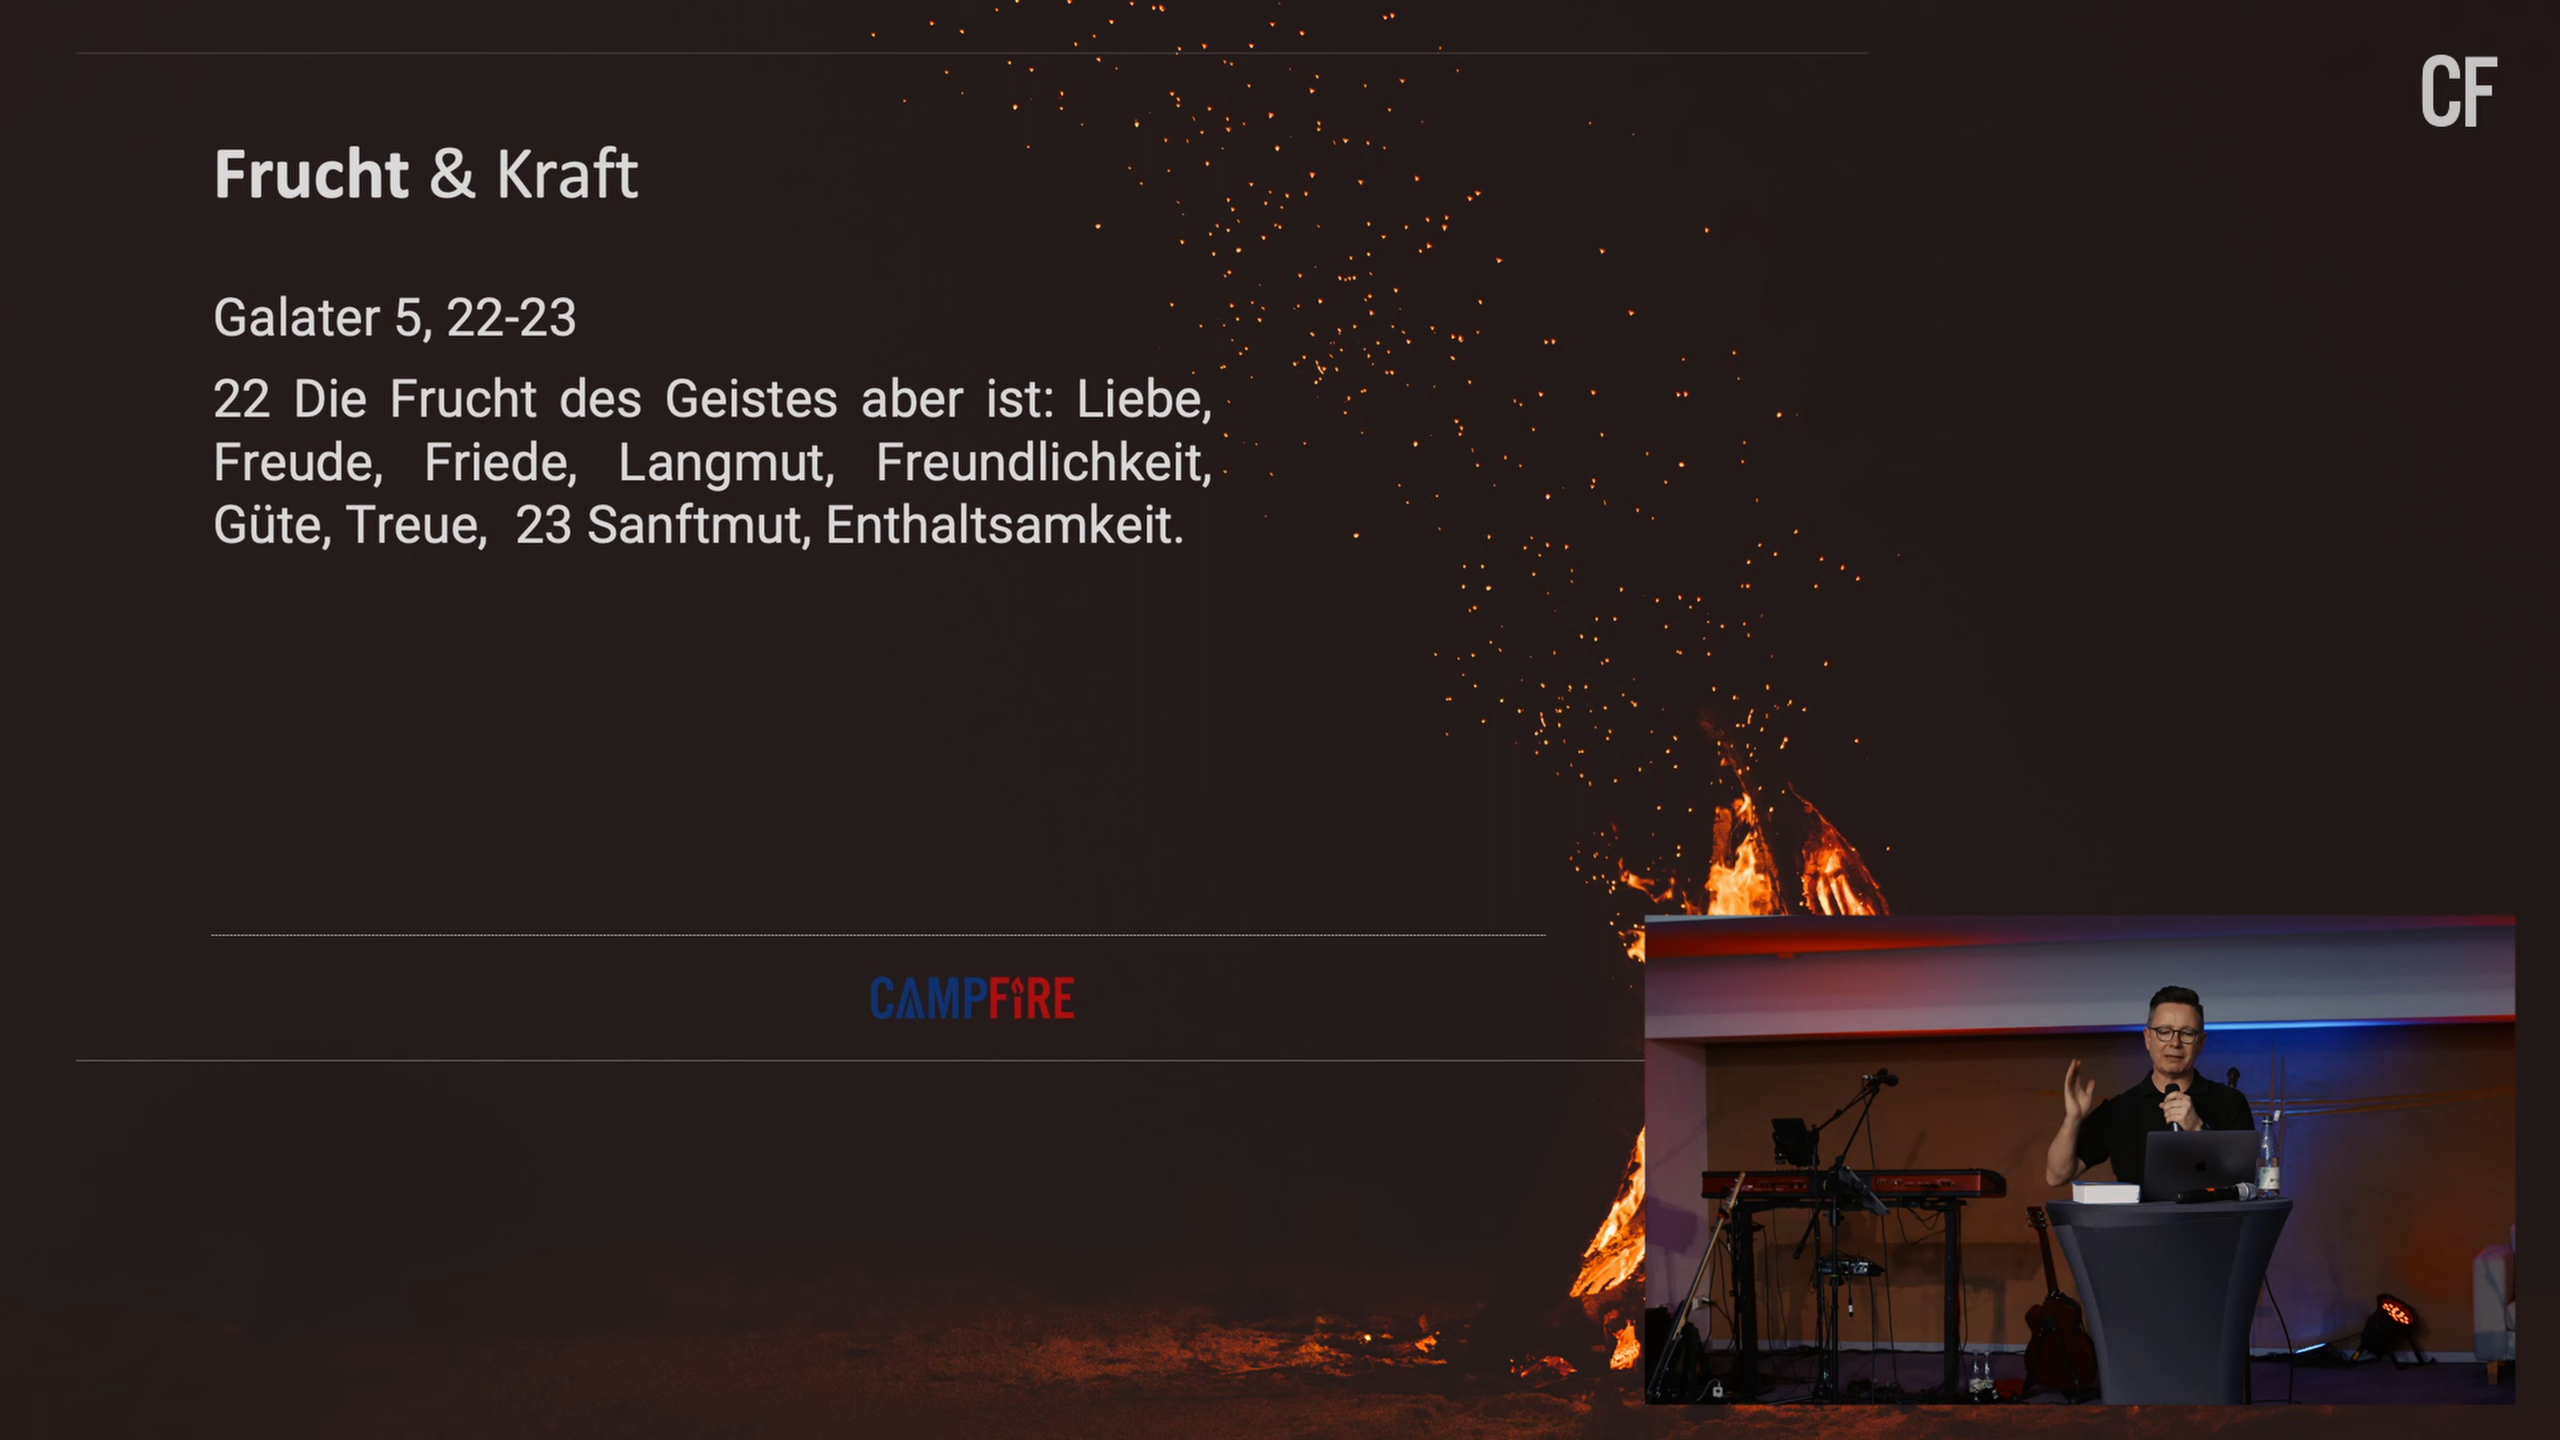 CF
Frucht & Kraft
Galater 5, 22-23
22 Die Frucht des Geistes aber ist: Liebe,
Freude, Friede, Langmut, Freundlichkeit,
Güte, Treue, 23 Sanftmut, Enthaltsamkeit.
CAMPFIRE